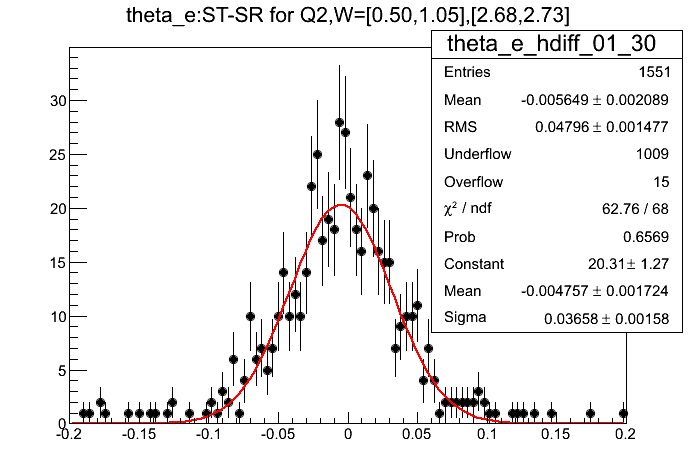 theta_e:ST-SR for Q2,W=[0.50,1.05],[2.68,2.73]
theta_e_hdiff_01_30
Entries 1551
Mean -0.005649 ± 0.002089
RMS 0.04796 ± 0.001477
Underflow 1009
Overflow 15
χ² / ndf 62.76 / 68
Prob 0.6569
Constant 20.31 ± 1.27
Mean -0.004757 ± 0.001724
Sigma 0.03658 ± 0.00158
30
25
20
15
10
5
0
-0.2 -0.15 -0.1 -0.05 0 0.05 0.1 0.15 0.2